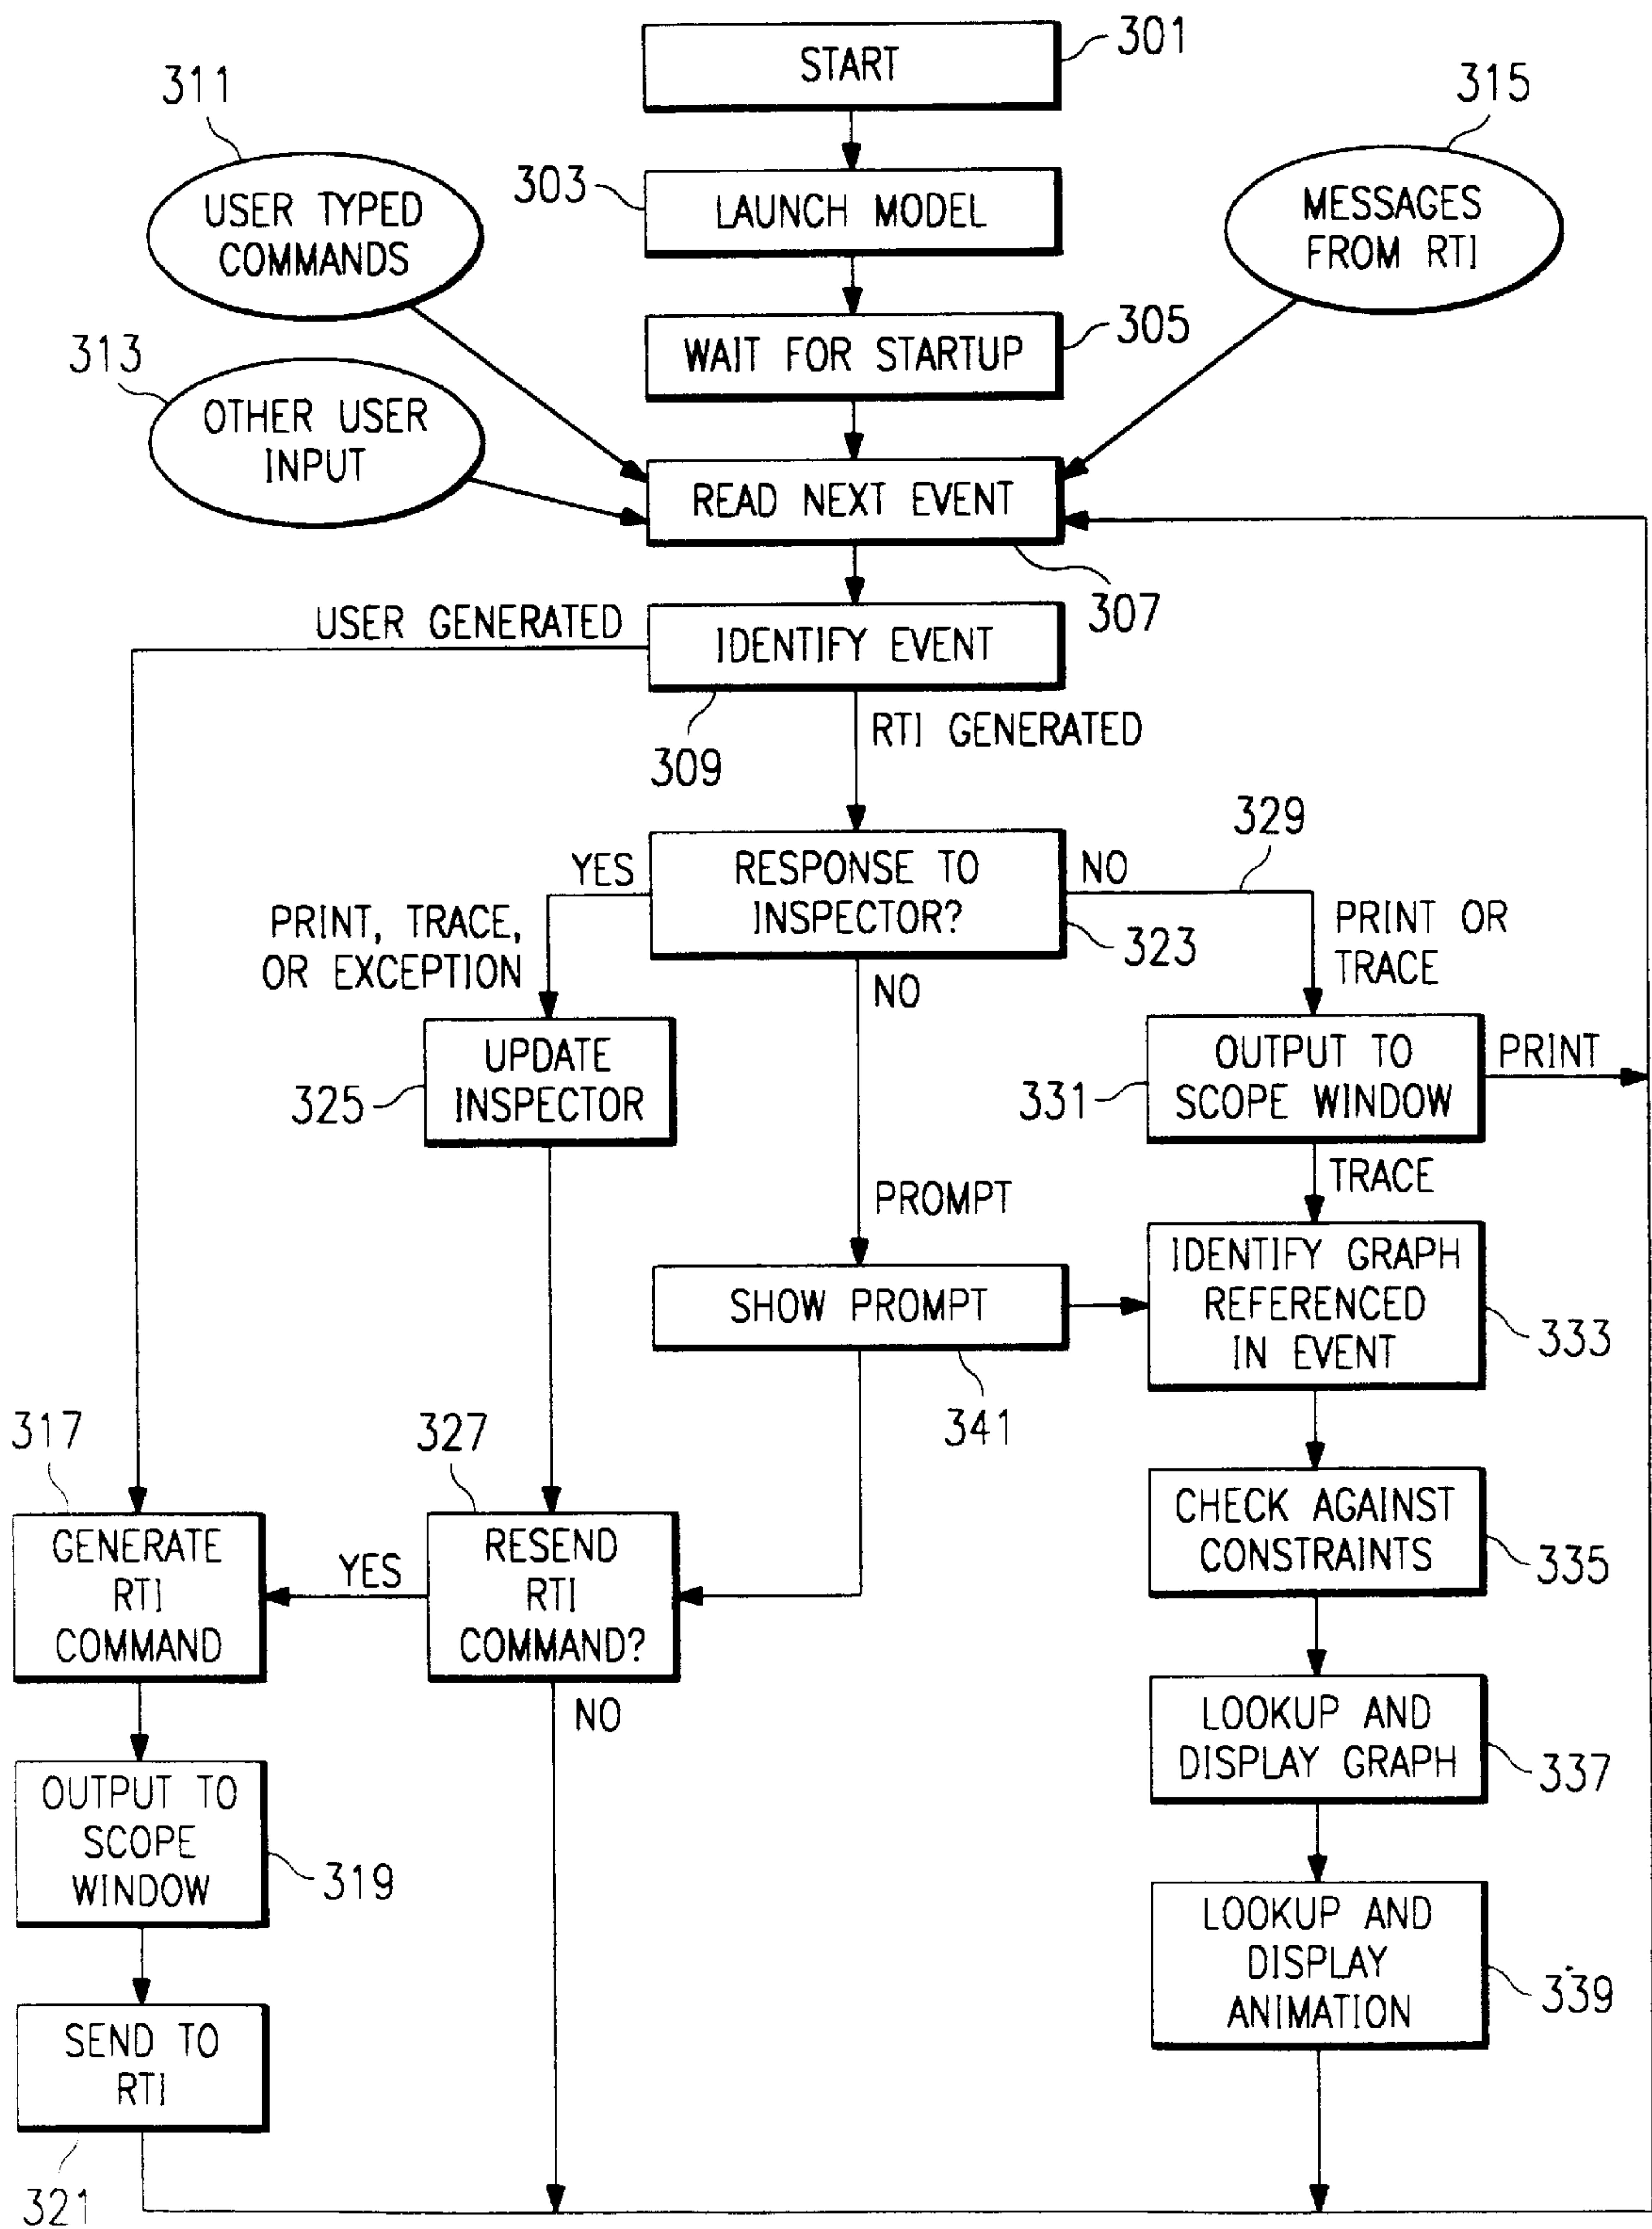 START
301
311
315
303
LAUNCH MODEL
USER TYPED
COMMANDS
MESSAGES
FROM RTI
305
WAIT FOR STARTUP
313
OTHER USER
INPUT
READ NEXT EVENT
307
USER GENERATED
IDENTIFY EVENT
309
RTI GENERATED
329
YES
RESPONSE TO
INSPECTOR?
NO
323
PRINT, TRACE,
OR EXCEPTION
PRINT OR
TRACE
NO
UPDATE
INSPECTOR
325
331
OUTPUT TO
SCOPE WINDOW
PRINT
TRACE
PROMPT
SHOW PROMPT
341
IDENTIFY GRAPH
REFERENCED
IN EVENT
333
317
327
GENERATE
RTI
COMMAND
YES
RESEND
RTI
COMMAND?
NO
CHECK AGAINST
CONSTRAINTS
335
LOOKUP AND
DISPLAY GRAPH
337
OUTPUT TO
SCOPE
WINDOW
319
LOOKUP AND
DISPLAY
ANIMATION
339
SEND TO
RTI
321